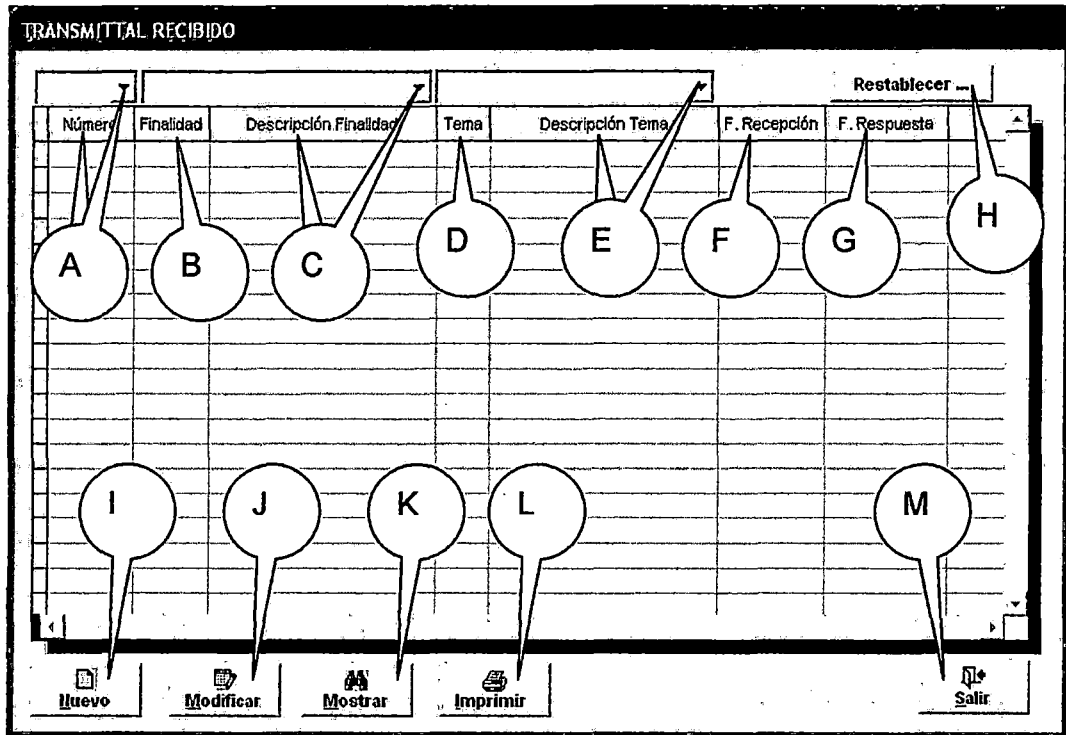 TRANSMITTAL RECIBIDO
Restablecer ...
Número Finalidad Descripción Finalidad Tema Descripción Tema F. Recepción F. Respuesta
A B C D E F G H
I J K L M
Nuevo Modificar Mostrar Imprimir Salir